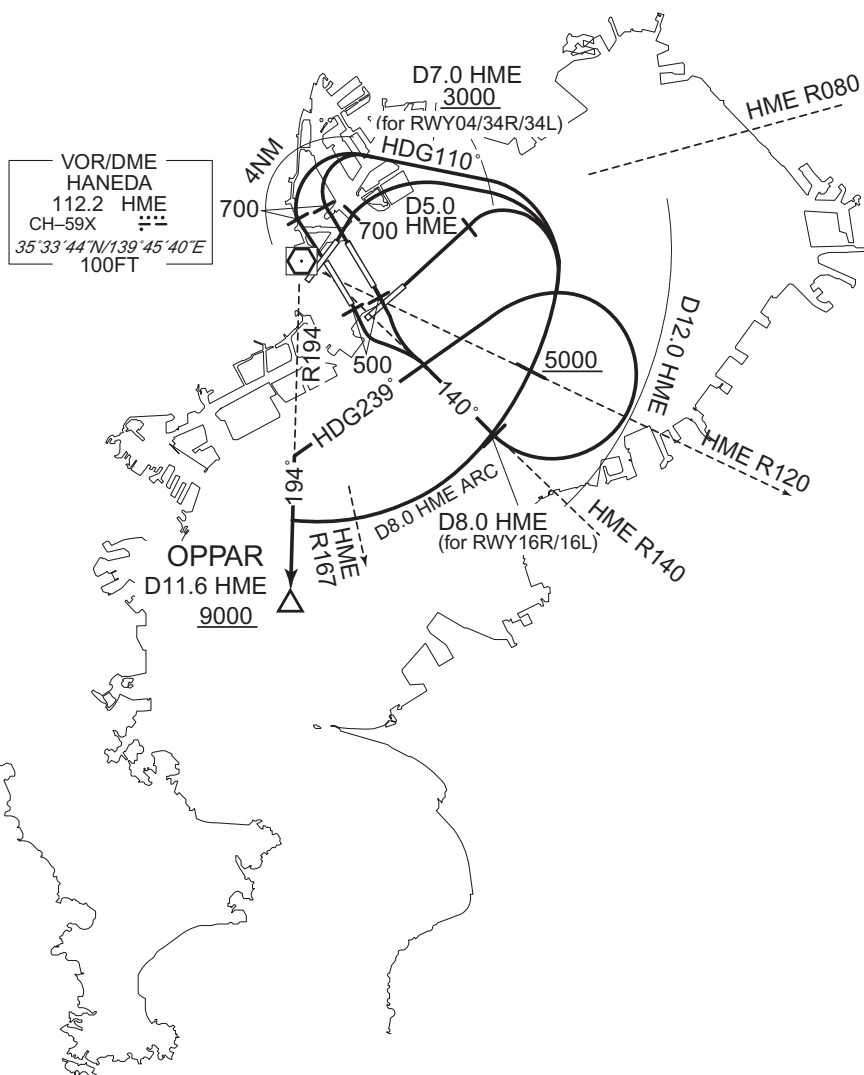 D7.0 HME
3000
(for RWY04/34R/34L)
HME R080
HDG110°
4NM
VOR/DME
HANEDA
112.2 HME
CH–59X
35°33´44˝N/139°45´40˝E
100FT
700
700
D5.0
HME
R194
500
5000
D12.0 HME
HDG239°
140°
HME R120
194°
D8.0 HME ARC
D8.0 HME
(for RWY16R/16L)
HME R140
HME
R167
OPPAR
D11.6 HME
9000